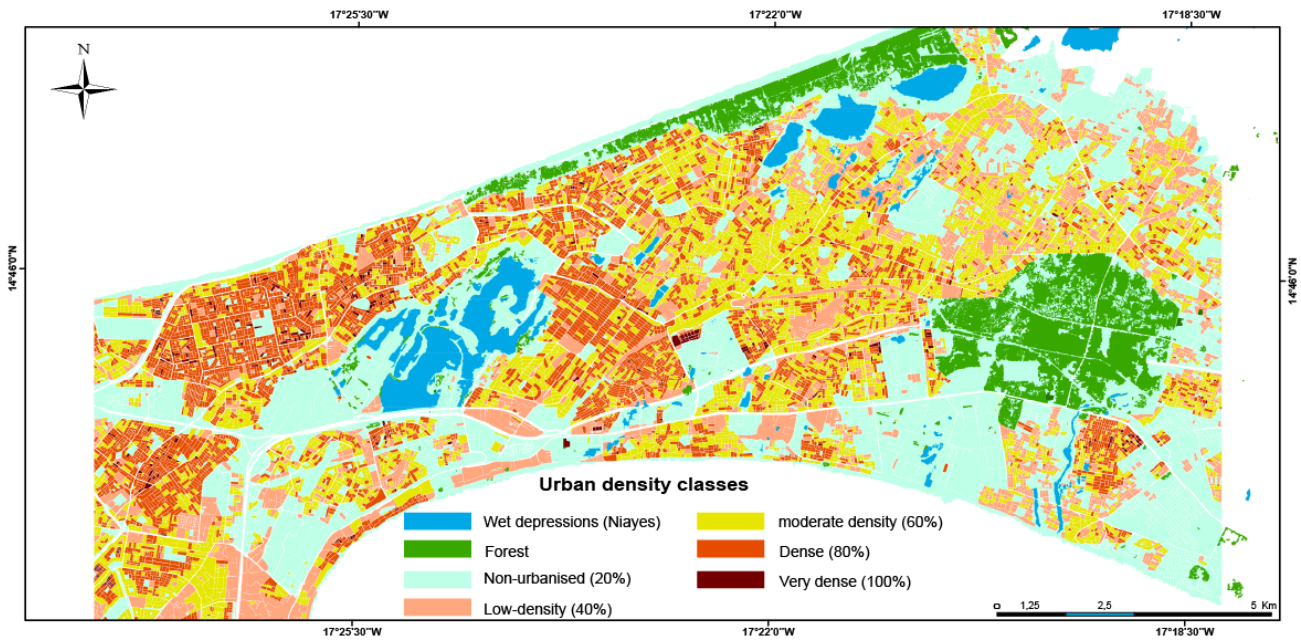 17°25'30"W 17°22'0"W 17°18'30"W
N
14°46'0"N 14°46'0"N
Urban density classes
Wet depressions (Niayes) moderate density (60%)
Forest Dense (80%)
Non-urbanised (20%) Very dense (100%)
Low-density (40%)
0 1,25 2,5 5 Km
17°25'30"W 17°22'0"W 17°18'30"W